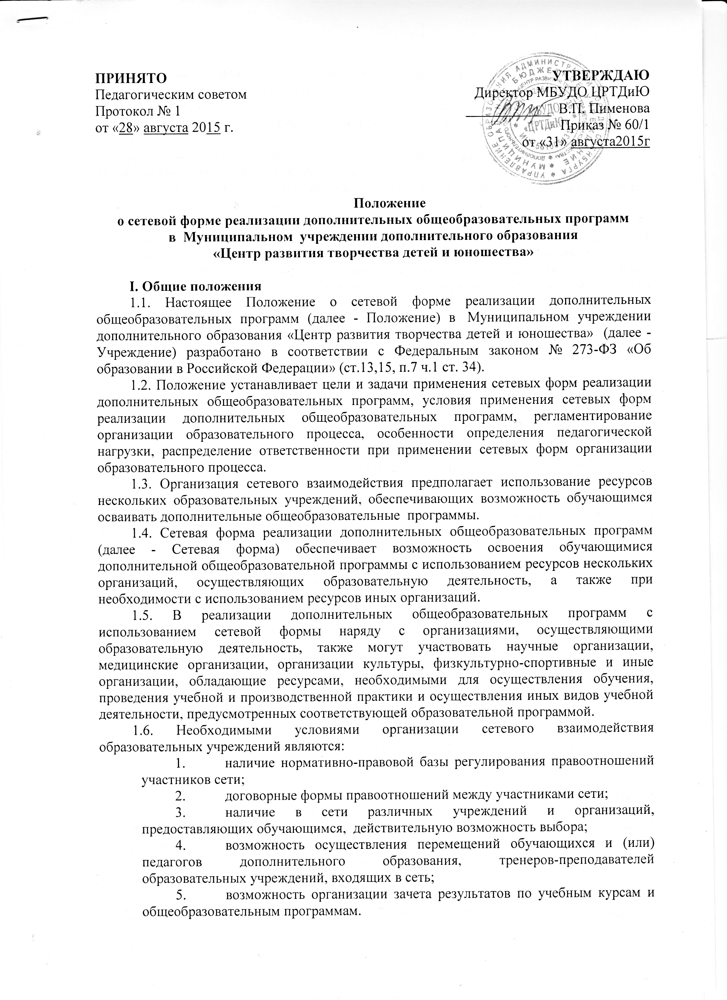 ПРИНЯТО
Педагогическим советом
Протокол № 1
от «28» августа 2015 г.
УТВЕРЖДАЮ
Директор МБУДО ЦРТДиЮ
В.П. Пименова
Приказ № 60/1
от «31» августа2015г
Положение
о сетевой форме реализации дополнительных общеобразовательных программ
в Муниципальном учреждении дополнительного образования
«Центр развития творчества детей и юношества»
I. Общие положения
1.1. Настоящее Положение о сетевой форме реализации дополнительных
общеобразовательных программ (далее - Положение) в Муниципальном учреждении
дополнительного образования «Центр развития творчества детей и юношества» (далее -
Учреждение) разработано в соответствии с Федеральным законом № 273-ФЗ «Об
образовании в Российской Федерации» (ст.13,15, п.7 ч.1 ст. 34).
1.2. Положение устанавливает цели и задачи применения сетевых форм реализации
дополнительных общеобразовательных программ, условия применения сетевых форм
реализации дополнительных общеобразовательных программ, регламентирование
организации образовательного процесса, особенности определения педагогической
нагрузки, распределение ответственности при применении сетевых форм организации
образовательного процесса.
1.3. Организация сетевого взаимодействия предполагает использование ресурсов
нескольких образовательных учреждений, обеспечивающих возможность обучающимся
осваивать дополнительные общеобразовательные программы.
1.4. Сетевая форма реализации дополнительных общеобразовательных программ
(далее - Сетевая форма) обеспечивает возможность освоения обучающимися
дополнительной общеобразовательной программы с использованием ресурсов нескольких
организаций, осуществляющих образовательную деятельность, а также при
необходимости с использованием ресурсов иных организаций.
1.5. В реализации дополнительных общеобразовательных программ с
использованием сетевой формы наряду с организациями, осуществляющими
образовательную деятельность, также могут участвовать научные организации,
медицинские организации, организации культуры, физкультурно-спортивные и иные
организации, обладающие ресурсами, необходимыми для осуществления обучения,
проведения учебной и производственной практики и осуществления иных видов учебной
деятельности, предусмотренных соответствующей образовательной программой.
1.6. Необходимыми условиями организации сетевого взаимодействия
образовательных учреждений являются:
1. наличие нормативно-правовой базы регулирования правоотношений
участников сети;
2. договорные формы правоотношений между участниками сети;
3. наличие в сети различных учреждений и организаций,
предоставляющих обучающимся, действительную возможность выбора;
4. возможность осуществления перемещений обучающихся и (или)
педагогов дополнительного образования, тренеров-преподавателей
образовательных учреждений, входящих в сеть;
5. возможность организации зачета результатов по учебным курсам и
общеобразовательным программам.